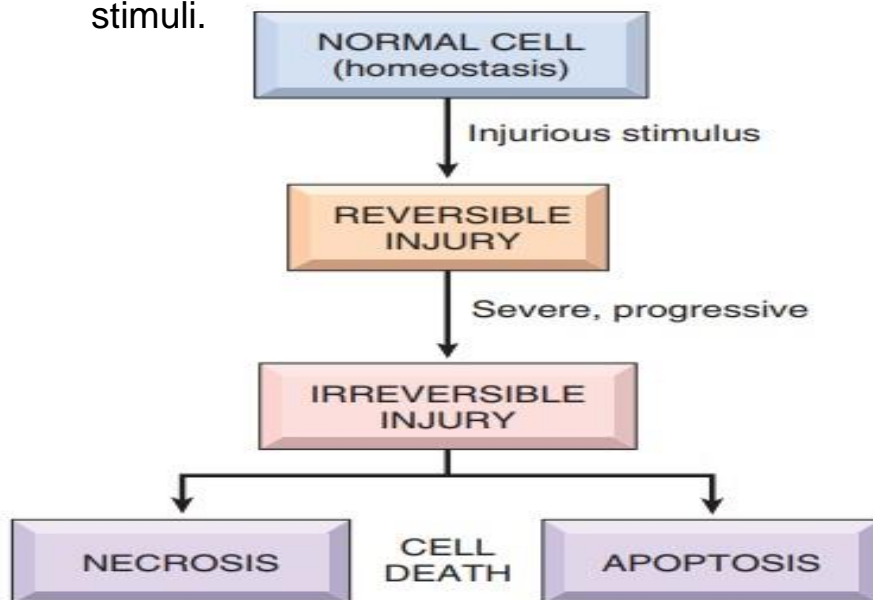 stimuli.
NORMAL CELL
(homeostasis)
Injurious stimulus
REVERSIBLE
INJURY
Severe, progressive
IRREVERSIBLE
INJURY
NECROSIS
CELL
DEATH
APOPTOSIS